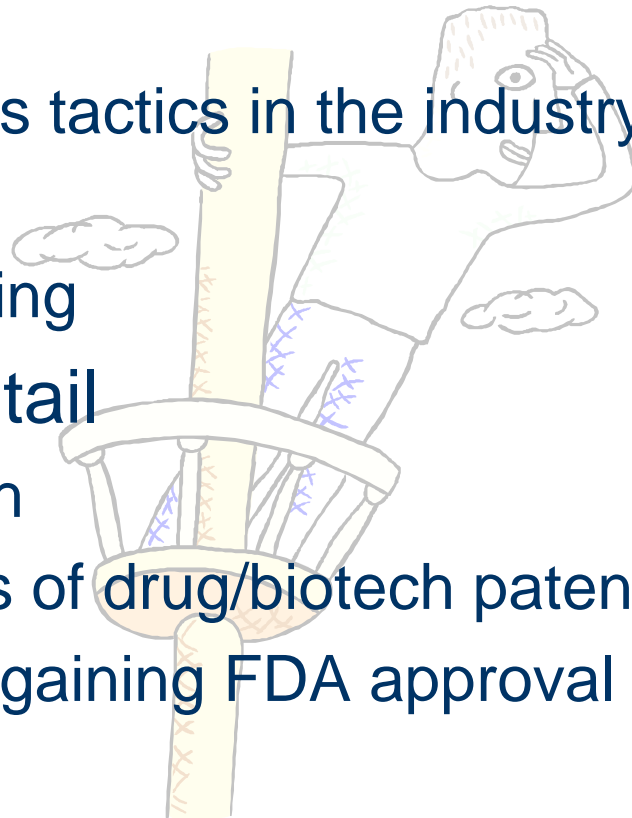 s tactics in the industry
ing
tail
n
s of drug/biotech paten
gaining FDA approval